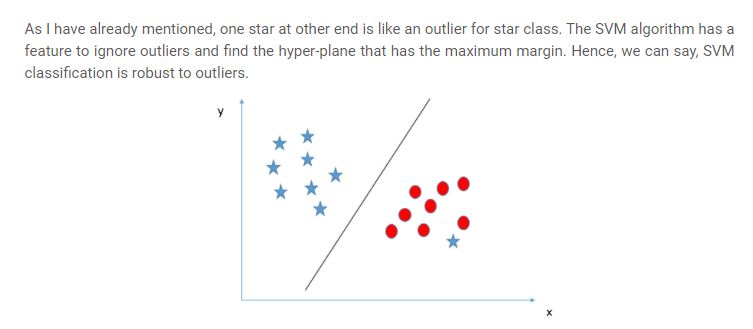 As I have already mentioned, one star at other end is like an outlier for star class. The SVM algorithm has a
feature to ignore outliers and find the hyper-plane that has the maximum margin. Hence, we can say, SVM
classification is robust to outliers.
y
x